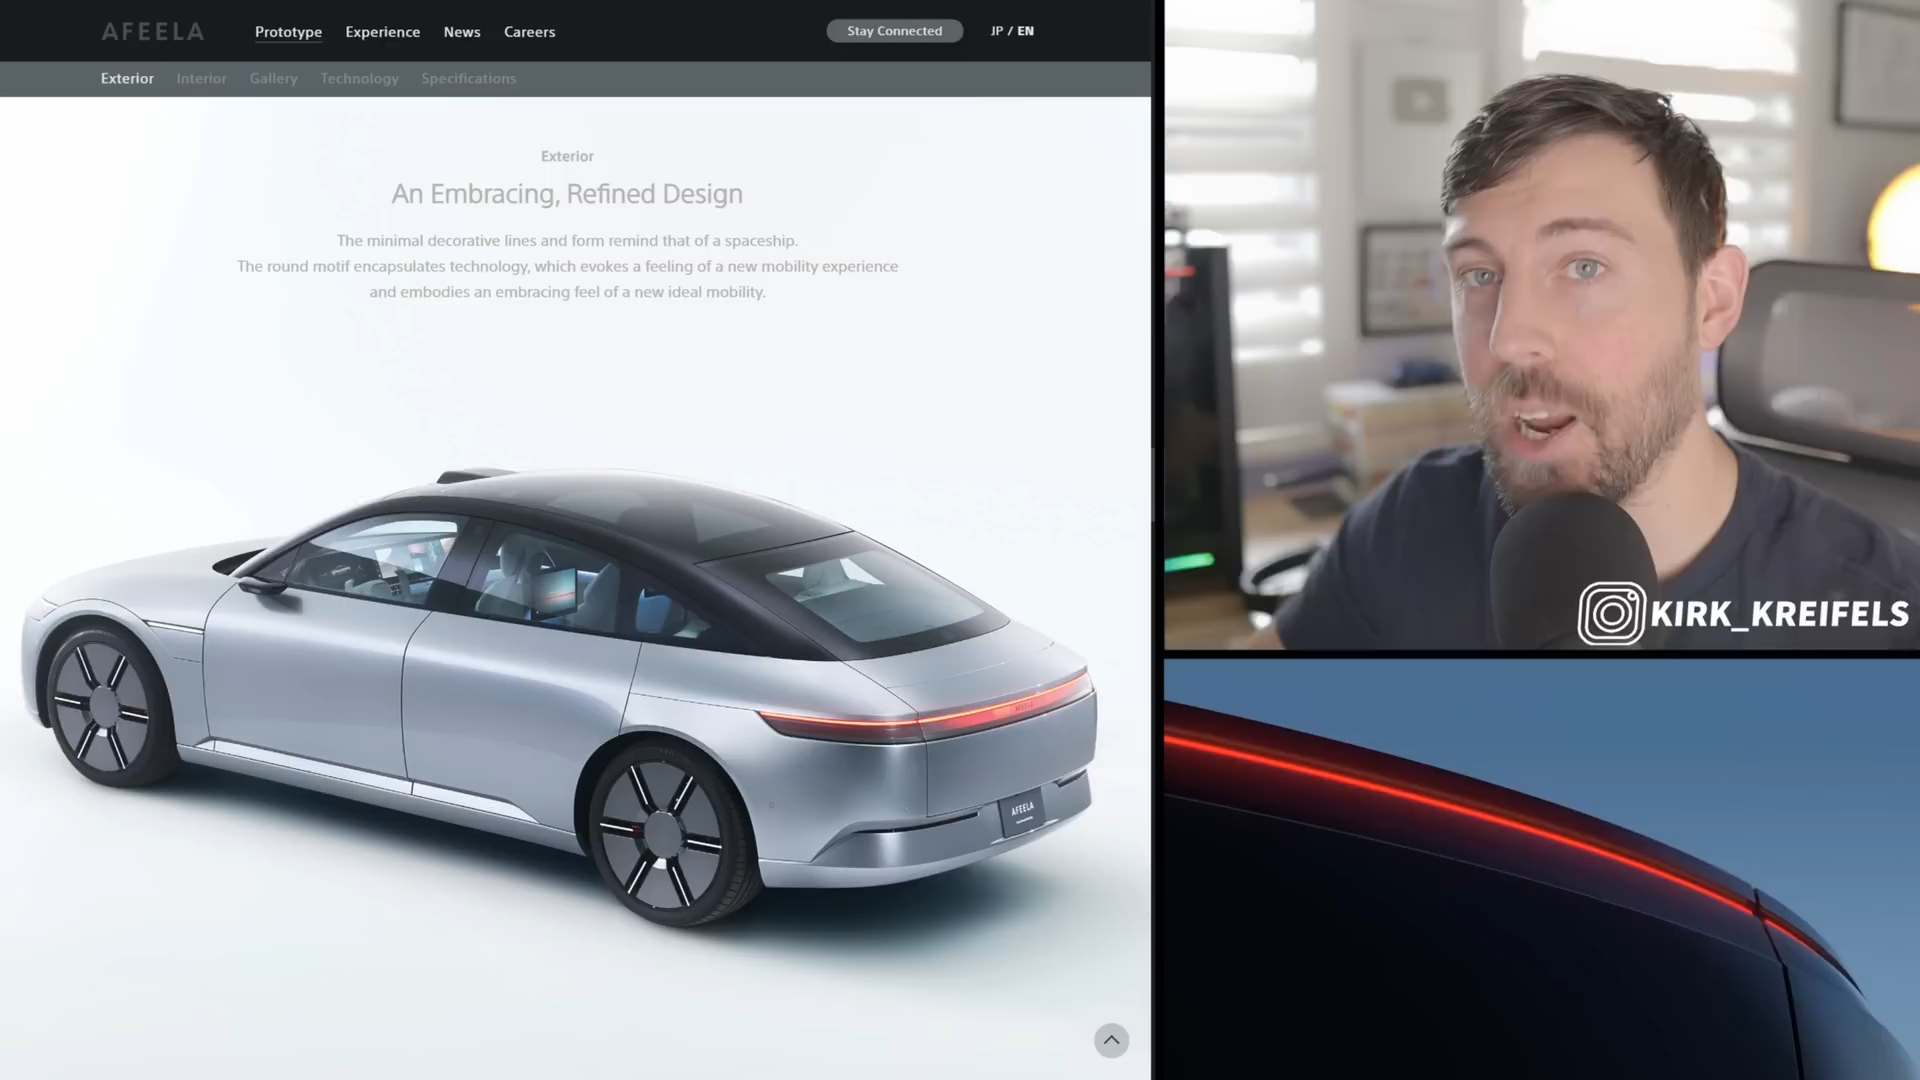 AFEELA
Prototype Experience News Careers
Stay Connected
JP / EN
Exterior Interior Gallery Technology Specifications
Exterior
An Embracing, Refined Design
The minimal decorative lines and form remind that of a spaceship.
The round motif encapsulates technology, which evokes a feeling of a new mobility experience
and embodies an embracing feel of a new ideal mobility.
AFEELA
AFEELA
KIRK_KREIFELS